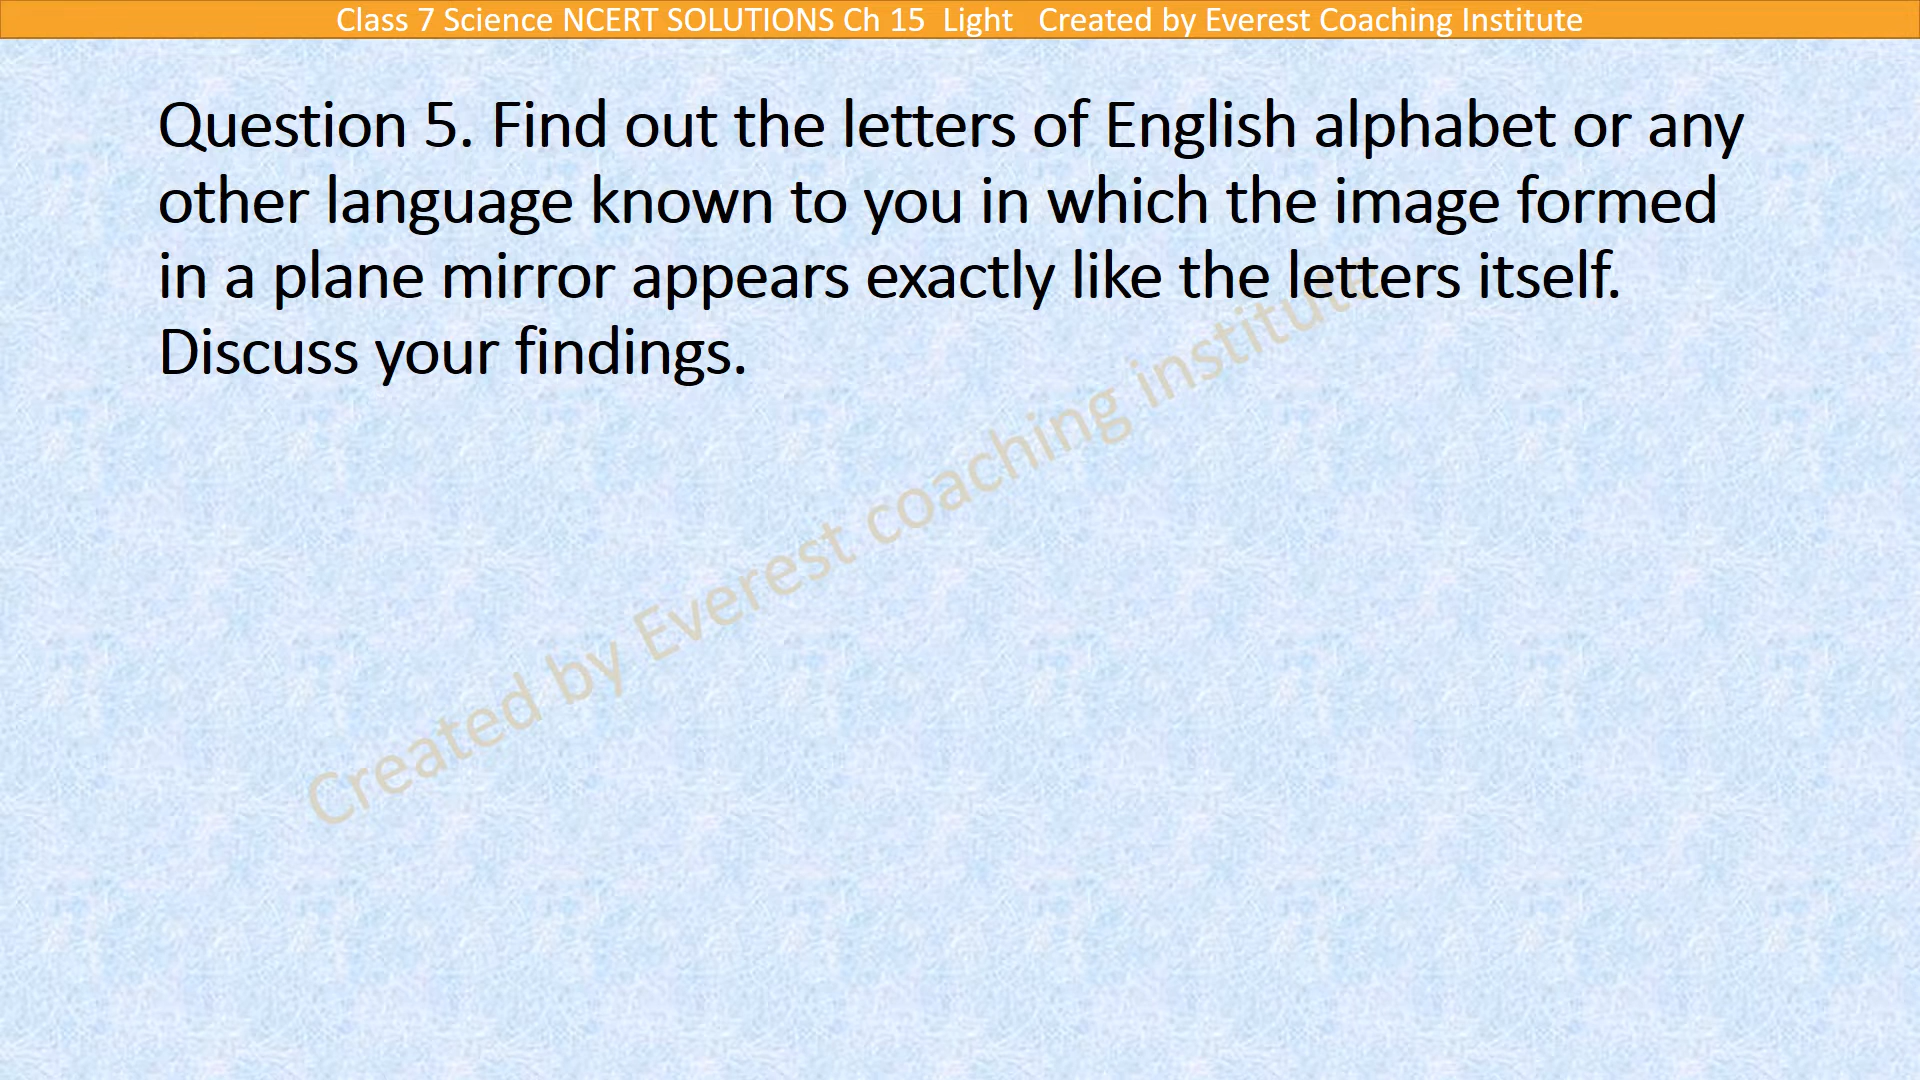 Class 7 Science NCERT SOLUTIONS Ch 15 Light Created by Everest Coaching Institute
Question 5. Find out the letters of English alphabet or any
other language known to you in which the image formed
in a plane mirror appears exactly like the letters itself.
Discuss your findings.
Created by Everest coaching institute